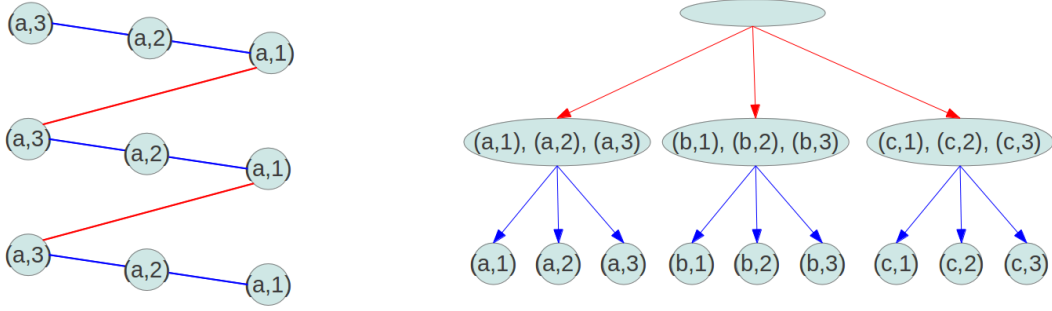 (a,3)
(a,2)
(a,1)
(a,3)
(a,2)
(a,1)
(a,3)
(a,2)
(a,1)
(a,1), (a,2), (a,3)
(b,1), (b,2), (b,3)
(c,1), (c,2), (c,3)
(a,1)
(a,2)
(a,3)
(b,1)
(b,2)
(b,3)
(c,1)
(c,2)
(c,3)